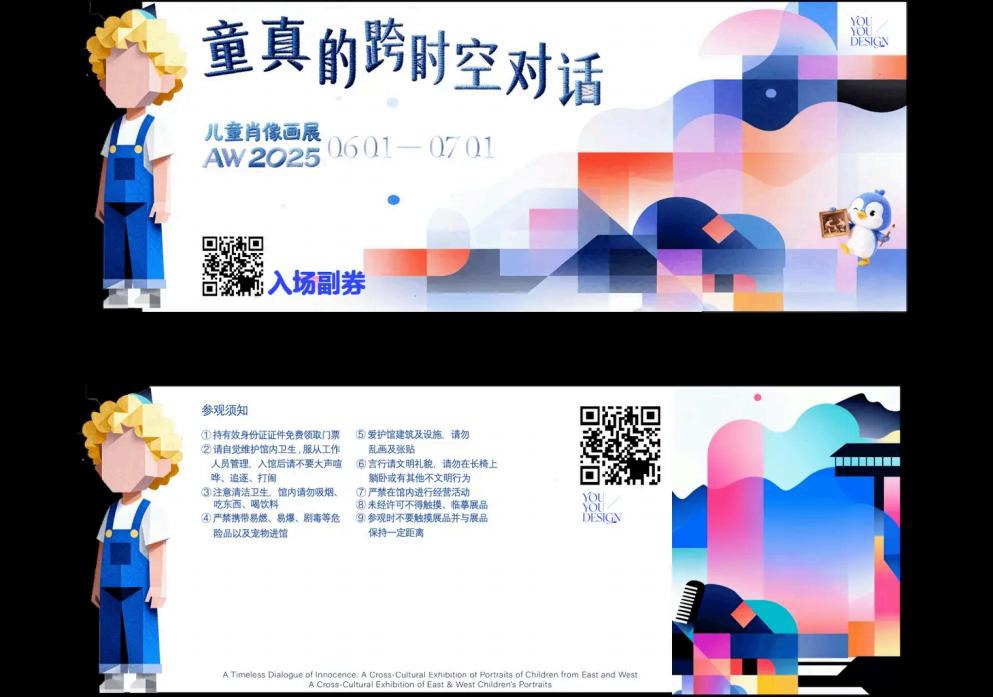 童真的跨时空对话
YOU
YOU
DESIGN
儿童肖像画展
AW 2025
0601—0701
入场副券
参观须知
①持有效身份证证件免费领取门票
②请自觉维护馆内卫生,服从工作
人员管理，入馆后请不要大声喧
哗、追逐、打闹
③注意清洁卫生，馆内请勿吸烟、
吃东西、喝饮料
④严禁携带易燃、易爆、剧毒等危
险品以及宠物进馆
⑤爱护馆建筑及设施，请勿
乱画及张贴
⑥言行请文明礼貌，请勿在长椅上
躺卧或有其他不文明行为
⑦严禁在馆内进行经营活动
⑧未经许可不得触摸、临摹展品
⑨参观时不要触摸展品并与展品
保持一定距离
YOU
YOU
DESIGN
A Timeless Dialogue of Innocence: A Cross-Cultural Exhibition of Portraits of Children from East and West
A Cross-Cultural Exhibition of East & West Children's Portraits